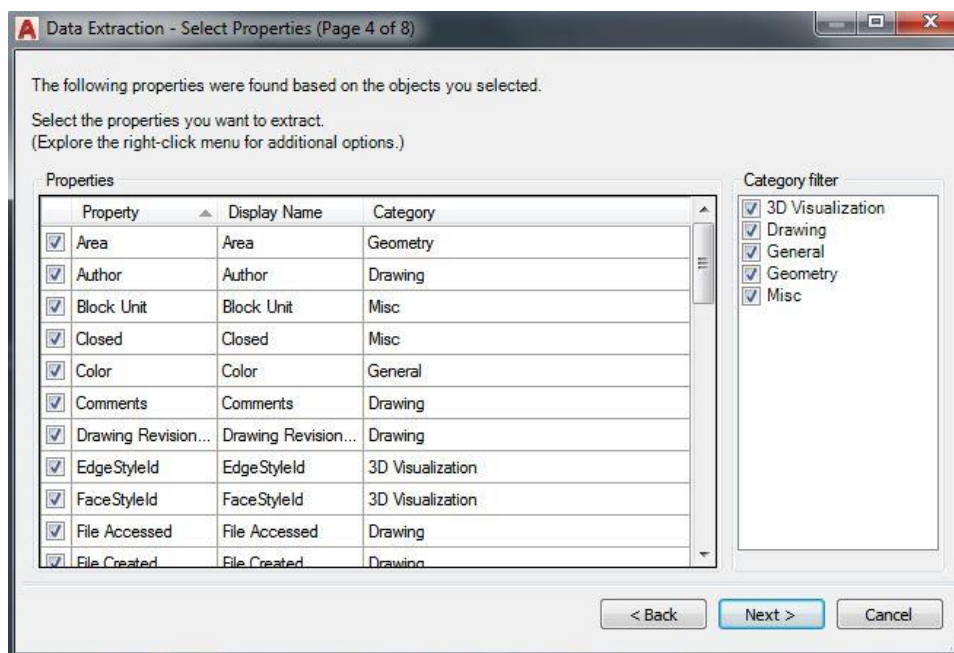 Data Extraction - Select Properties (Page 4 of 8)
The following properties were found based on the objects you selected.
Select the properties you want to extract.
(Explore the right-click menu for additional options.)
Properties
Property Display Name Category
Area Area Geometry
Author Author Drawing
Block Unit Block Unit Misc
Closed Closed Misc
Color Color General
Comments Comments Drawing
Drawing Revision... Drawing Revision... Drawing
EdgeStyleId EdgeStyleId 3D Visualization
FaceStyleId FaceStyleId 3D Visualization
File Accessed File Accessed Drawing
File Created File Created Drawing
Category filter
3D Visualization
Drawing
General
Geometry
Misc
< Back Next > Cancel